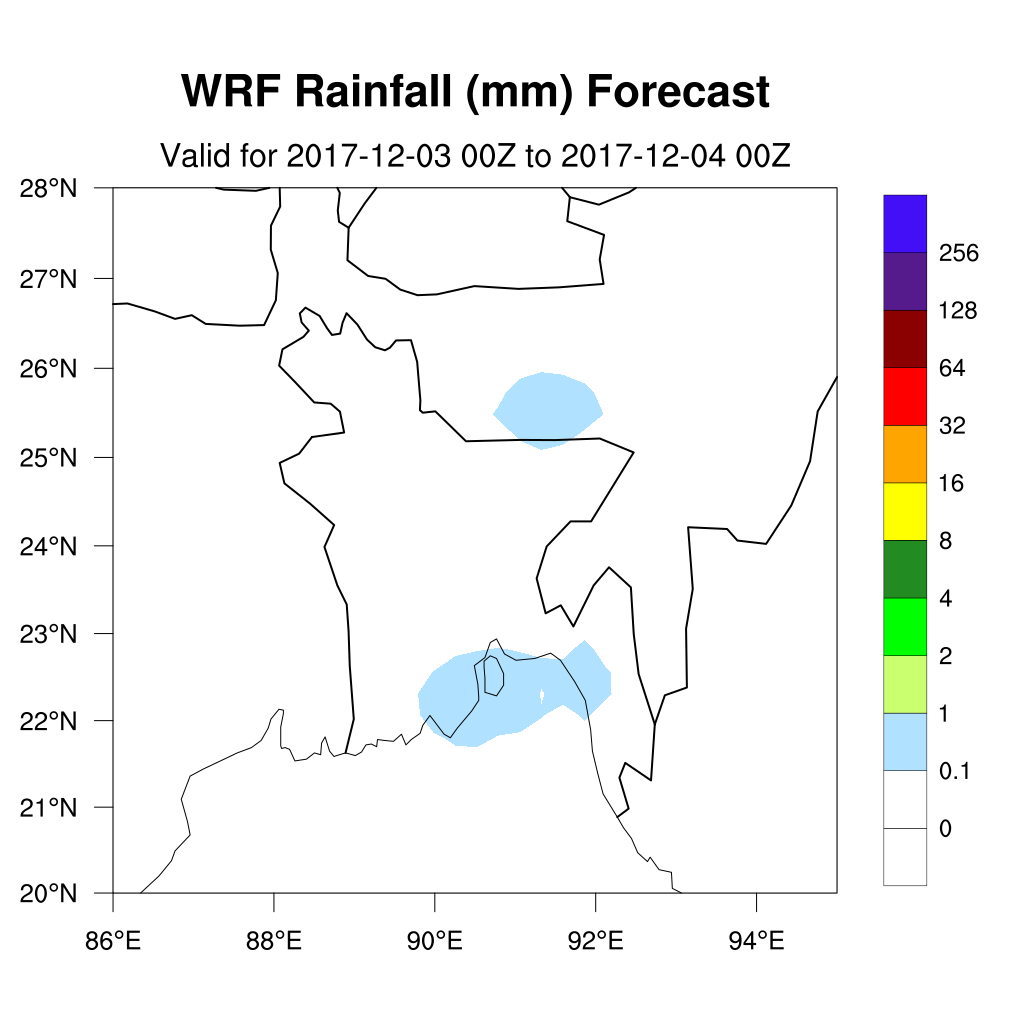 WRF Rainfall (mm) Forecast
Valid for 2017-12-03 00Z to 2017-12-04 00Z
28°N
27°N
26°N
25°N
24°N
23°N
22°N
21°N
20°N
86°E 88°E 90°E 92°E 94°E
256
128
64
32
16
8
4
2
1
0.1
0